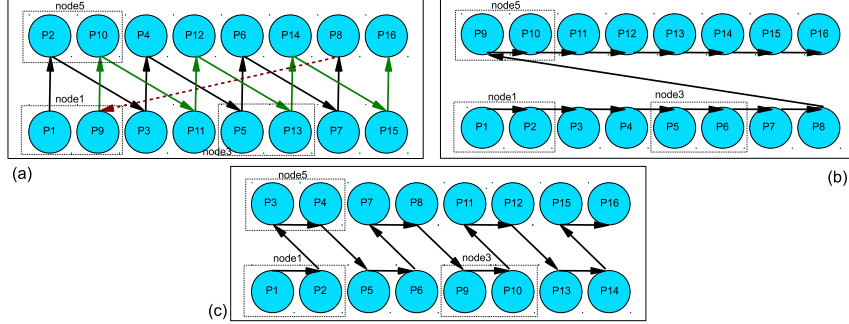 node5
P2 P10 P4 P12 P6 P14 P8 P16
node1
P1 P9 P3 P11 P5 P13 P7 P15
node3
(a)
node5
P9 P10 P11 P12 P13 P14 P15 P16
node1 node3
P1 P2 P3 P4 P5 P6 P7 P8
(b)
node5
P3 P4 P7 P8 P11 P12 P15 P16
node1 node3
P1 P2 P5 P6 P9 P10 P13 P14
(c)